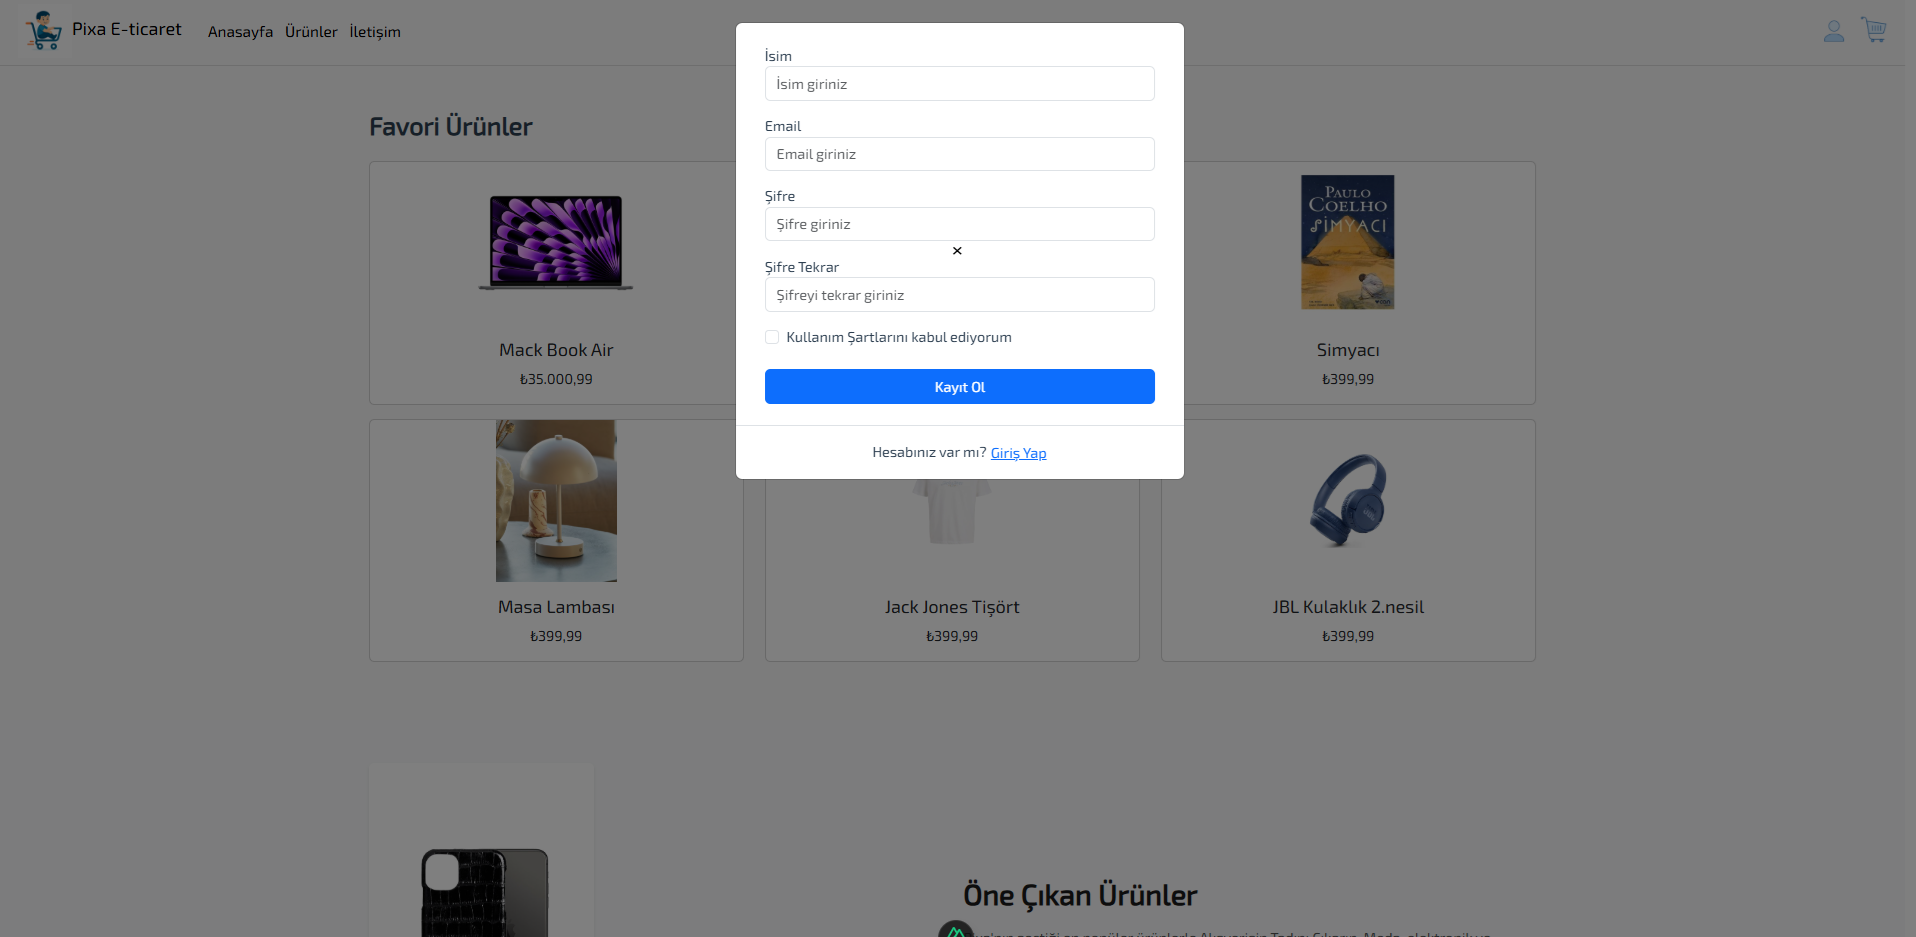 Pixa E-ticaret
Anasayfa Ürünler İletişim
İsim
İsim giriniz
Email
Email giriniz
Şifre
Şifre giriniz
Şifre Tekrar
Şifreyi tekrar giriniz
Kullanım Şartlarını kabul ediyorum
Kayıt Ol
Hesabınız var mı? Giriş Yap
Favori Ürünler
Mack Book Air
₺35.000,99
PAULO
COELHO
SİMYACI
Simyacı
₺399,99
Masa Lambası
₺399,99
Jack Jones Tişört
₺399,99
JBL Kulaklık 2.nesil
₺399,99
Öne Çıkan Ürünler